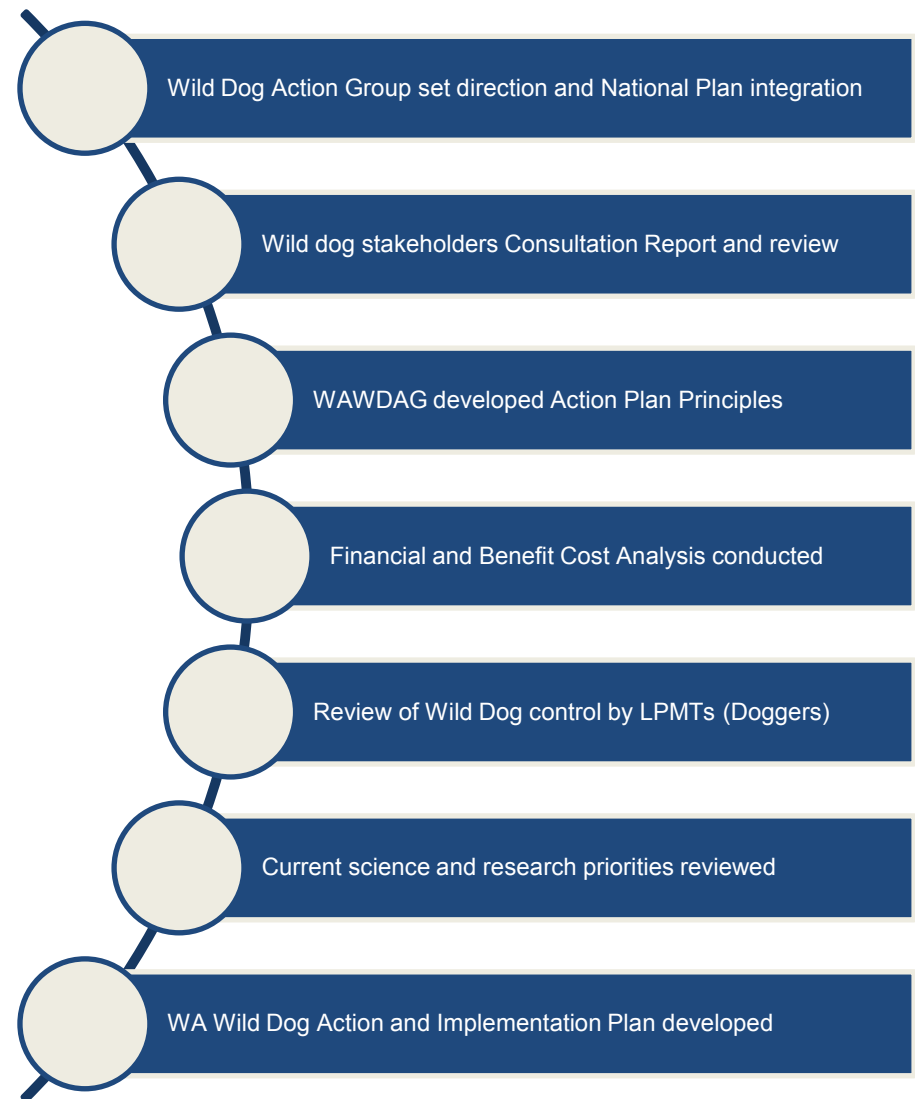 Wild Dog Action Group set direction and National Plan integration
Wild dog stakeholders Consultation Report and review
WAWDAG developed Action Plan Principles
Financial and Benefit Cost Analysis conducted
Review of Wild Dog control by LPMTs (Doggers)
Current science and research priorities reviewed
WA Wild Dog Action and Implementation Plan developed